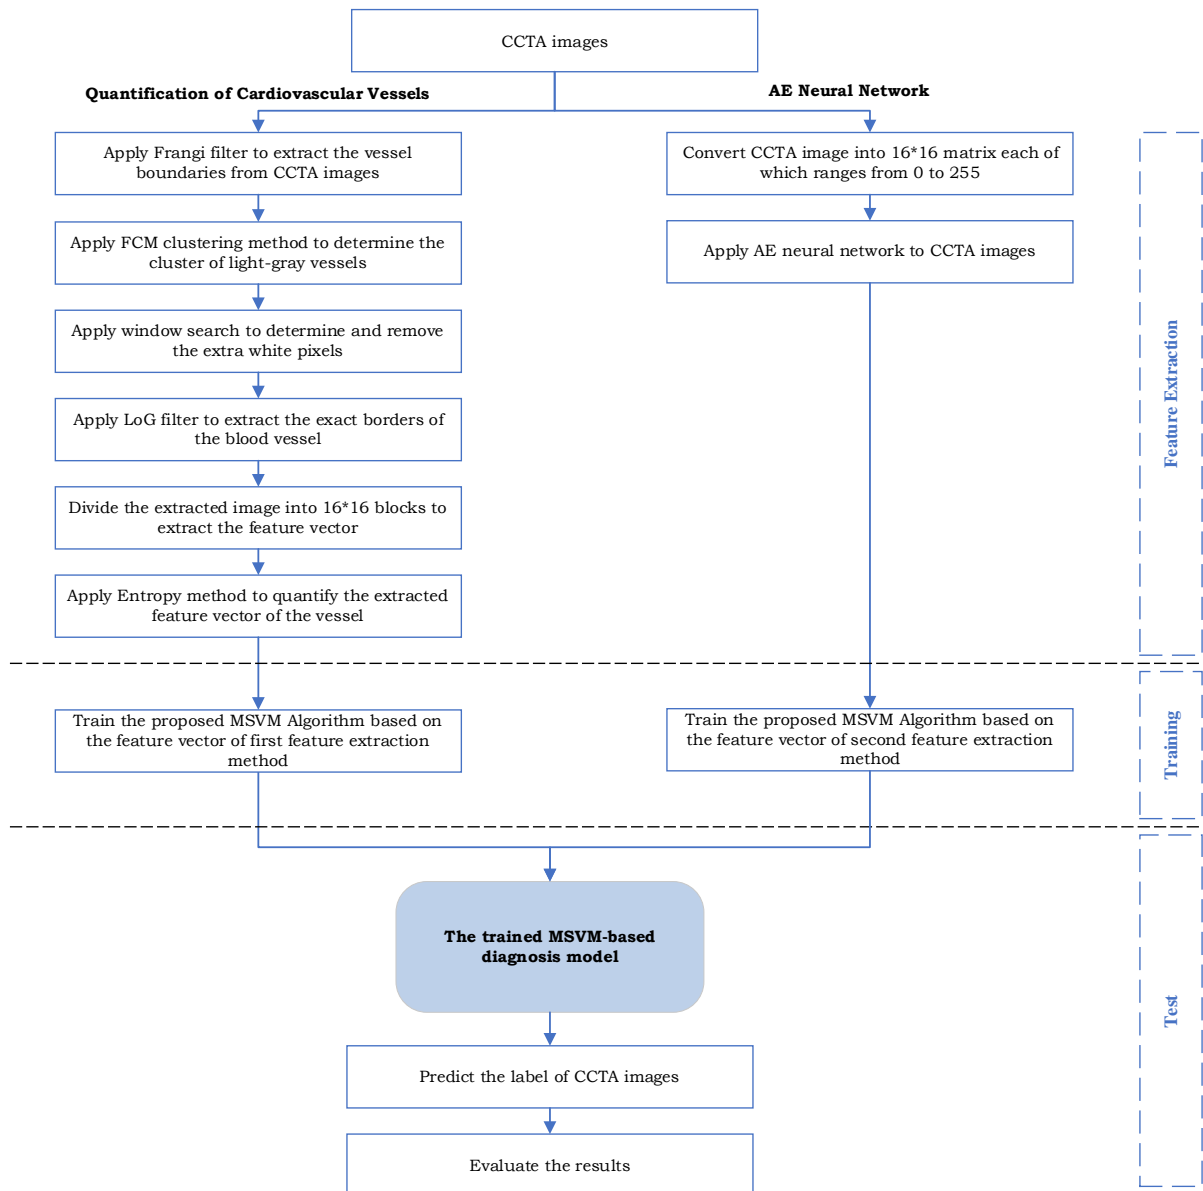 CCTA images
Quantification of Cardiovascular Vessels
AE Neural Network
Apply Frangi filter to extract the vessel
boundaries from CCTA images
Apply FCM clustering method to determine the
cluster of light-gray vessels
Apply window search to determine and remove
the extra white pixels
Apply LoG filter to extract the exact borders of
the blood vessel
Divide the extracted image into 16*16 blocks to
extract the feature vector
Apply Entropy method to quantify the extracted
feature vector of the vessel
Convert CCTA image into 16*16 matrix each of
which ranges from 0 to 255
Apply AE neural network to CCTA images
Feature Extraction
Train the proposed MSVM Algorithm based on
the feature vector of first feature extraction
method
Train the proposed MSVM Algorithm based on
the feature vector of second feature extraction
method
Training
The trained MSVM-based
diagnosis model
Predict the label of CCTA images
Evaluate the results
Test